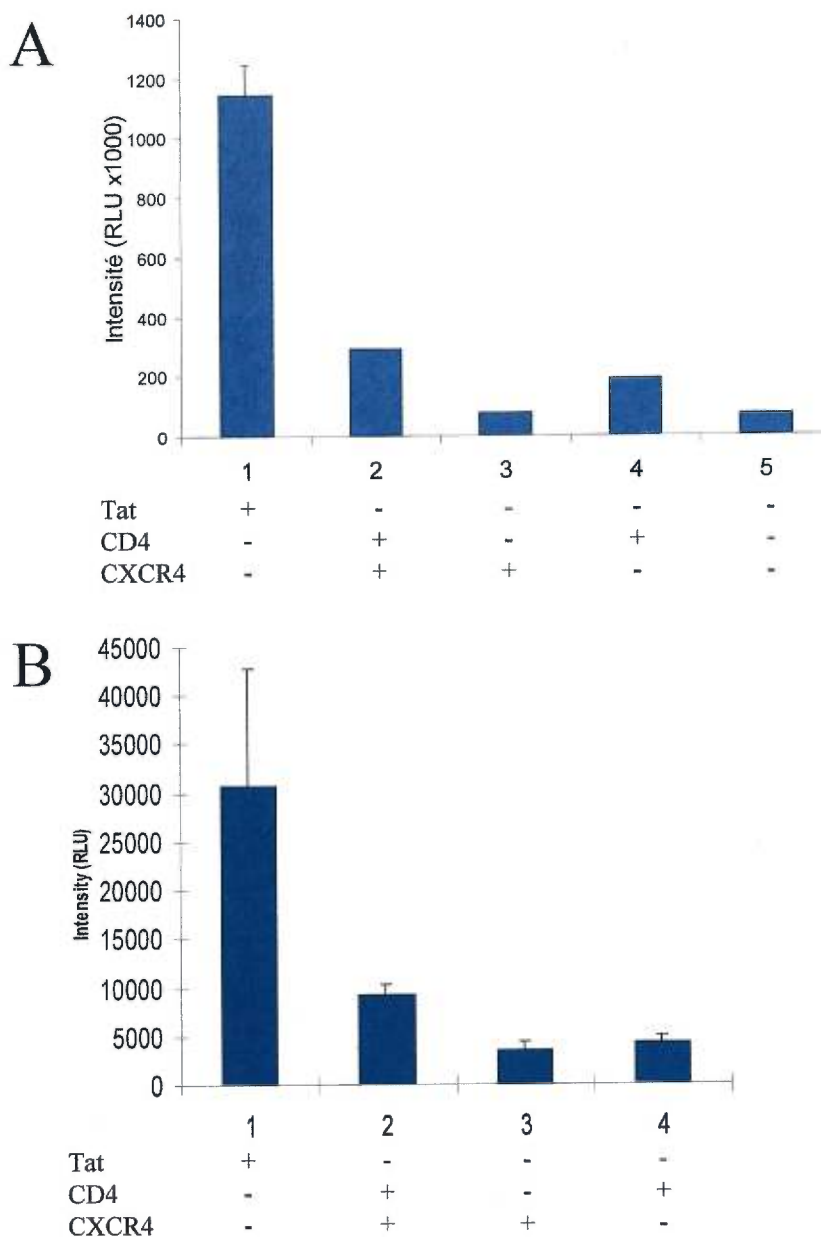 A
1400
1200
1000
800
600
400
200
0
Intensité (RLU x1000)
1 2 3 4 5
Tat + - - - -
CD4 - + - + -
CXCR4 - + + - -
B
45000
40000
35000
30000
25000
20000
15000
10000
5000
0
Intensity (RLU)
1 2 3 4
Tat + - - -
CD4 - + - +
CXCR4 - + + -